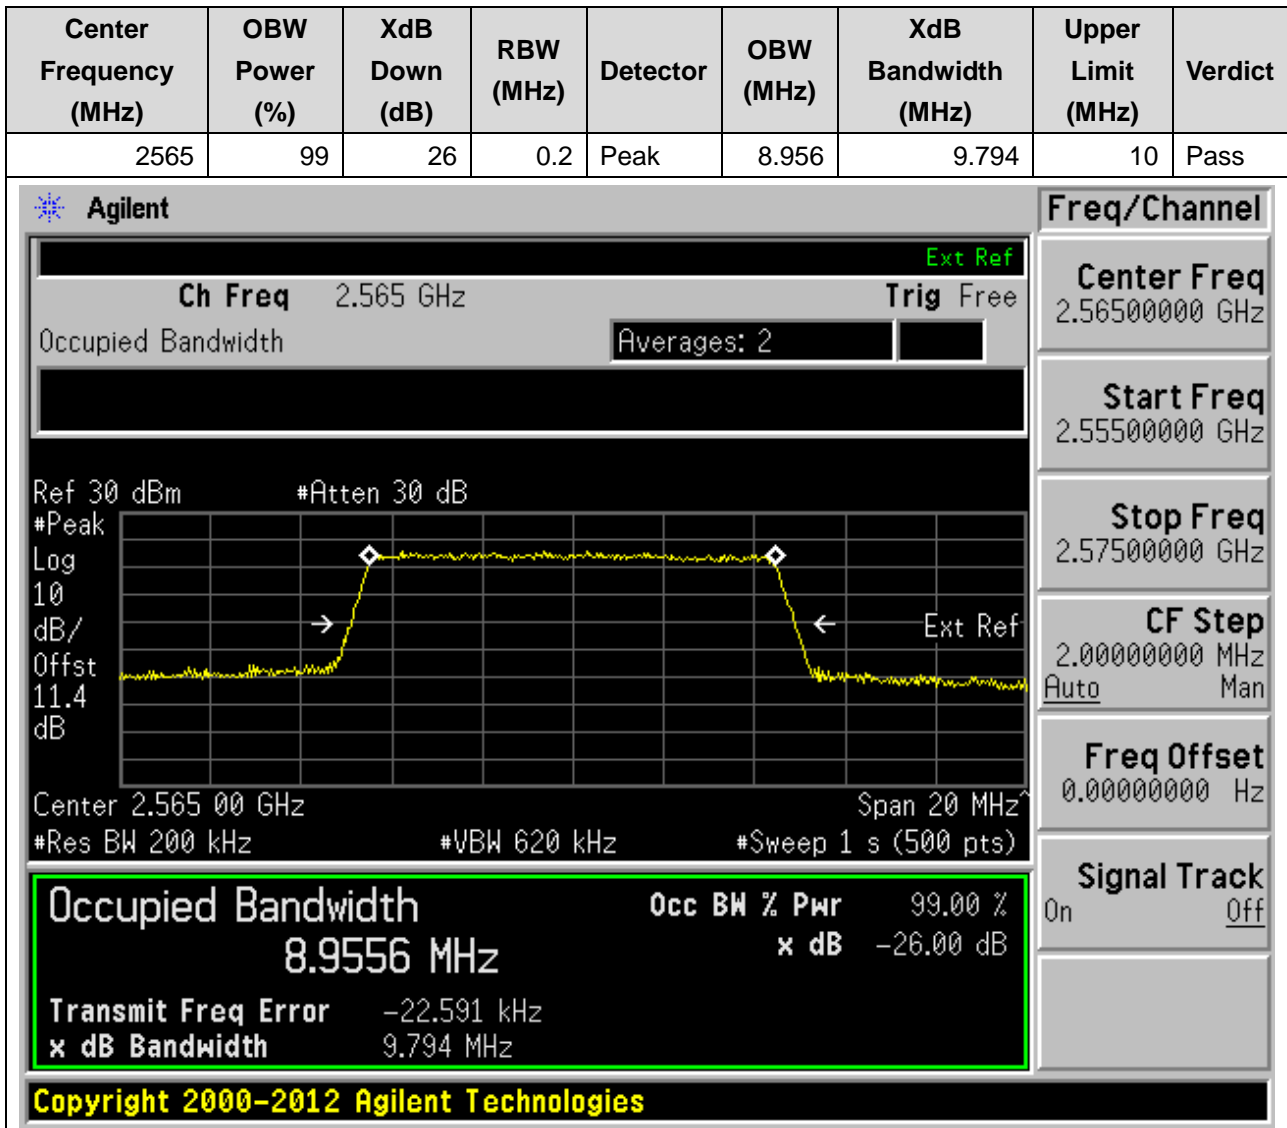 Center Frequency (MHz) OBW Power (%) XdB Down (dB) RBW (MHz) Detector OBW (MHz) XdB Bandwidth (MHz) Upper Limit (MHz) Verdict
2565 99 26 0.2 Peak 8.956 9.794 10 Pass
Agilent
Freq/Channel
Ext Ref
Ch Freq 2.565 GHz Trig Free
Occupied Bandwidth Averages: 2
Center Freq
2.56500000 GHz
Start Freq
2.55500000 GHz
Stop Freq
2.57500000 GHz
CF Step
2.00000000 MHz
Auto Man
Freq Offset
0.00000000 Hz
Signal Track
On Off
Ref 30 dBm #Atten 30 dB
#Peak
Log
10
dB/
Offst
11.4
dB
→ ← Ext Ref
Center 2.565 00 GHz Span 20 MHz^
#Res BW 200 kHz #VBW 620 kHz #Sweep 1 s (500 pts)
Occupied Bandwidth
8.9556 MHz
Occ BW % Pwr 99.00 %
x dB -26.00 dB
Transmit Freq Error -22.591 kHz
x dB Bandwidth 9.794 MHz
Copyright 2000-2012 Agilent Technologies